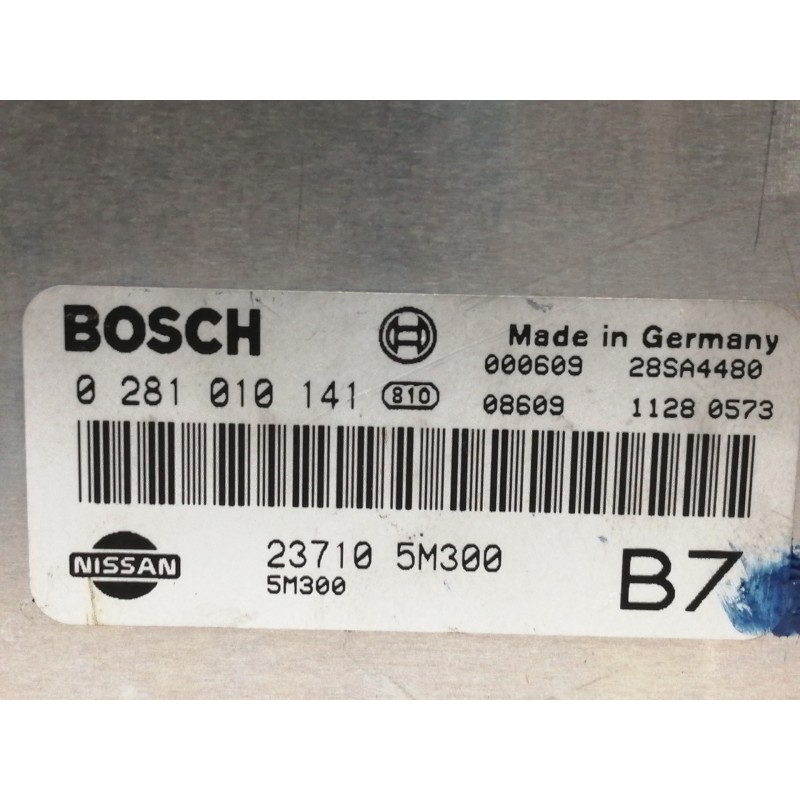 BOSCH
Made in Germany
000609 28SA4480
0 281 010 141 810
08609 1128 0573
NISSAN
23710 5M300
5M300
B7